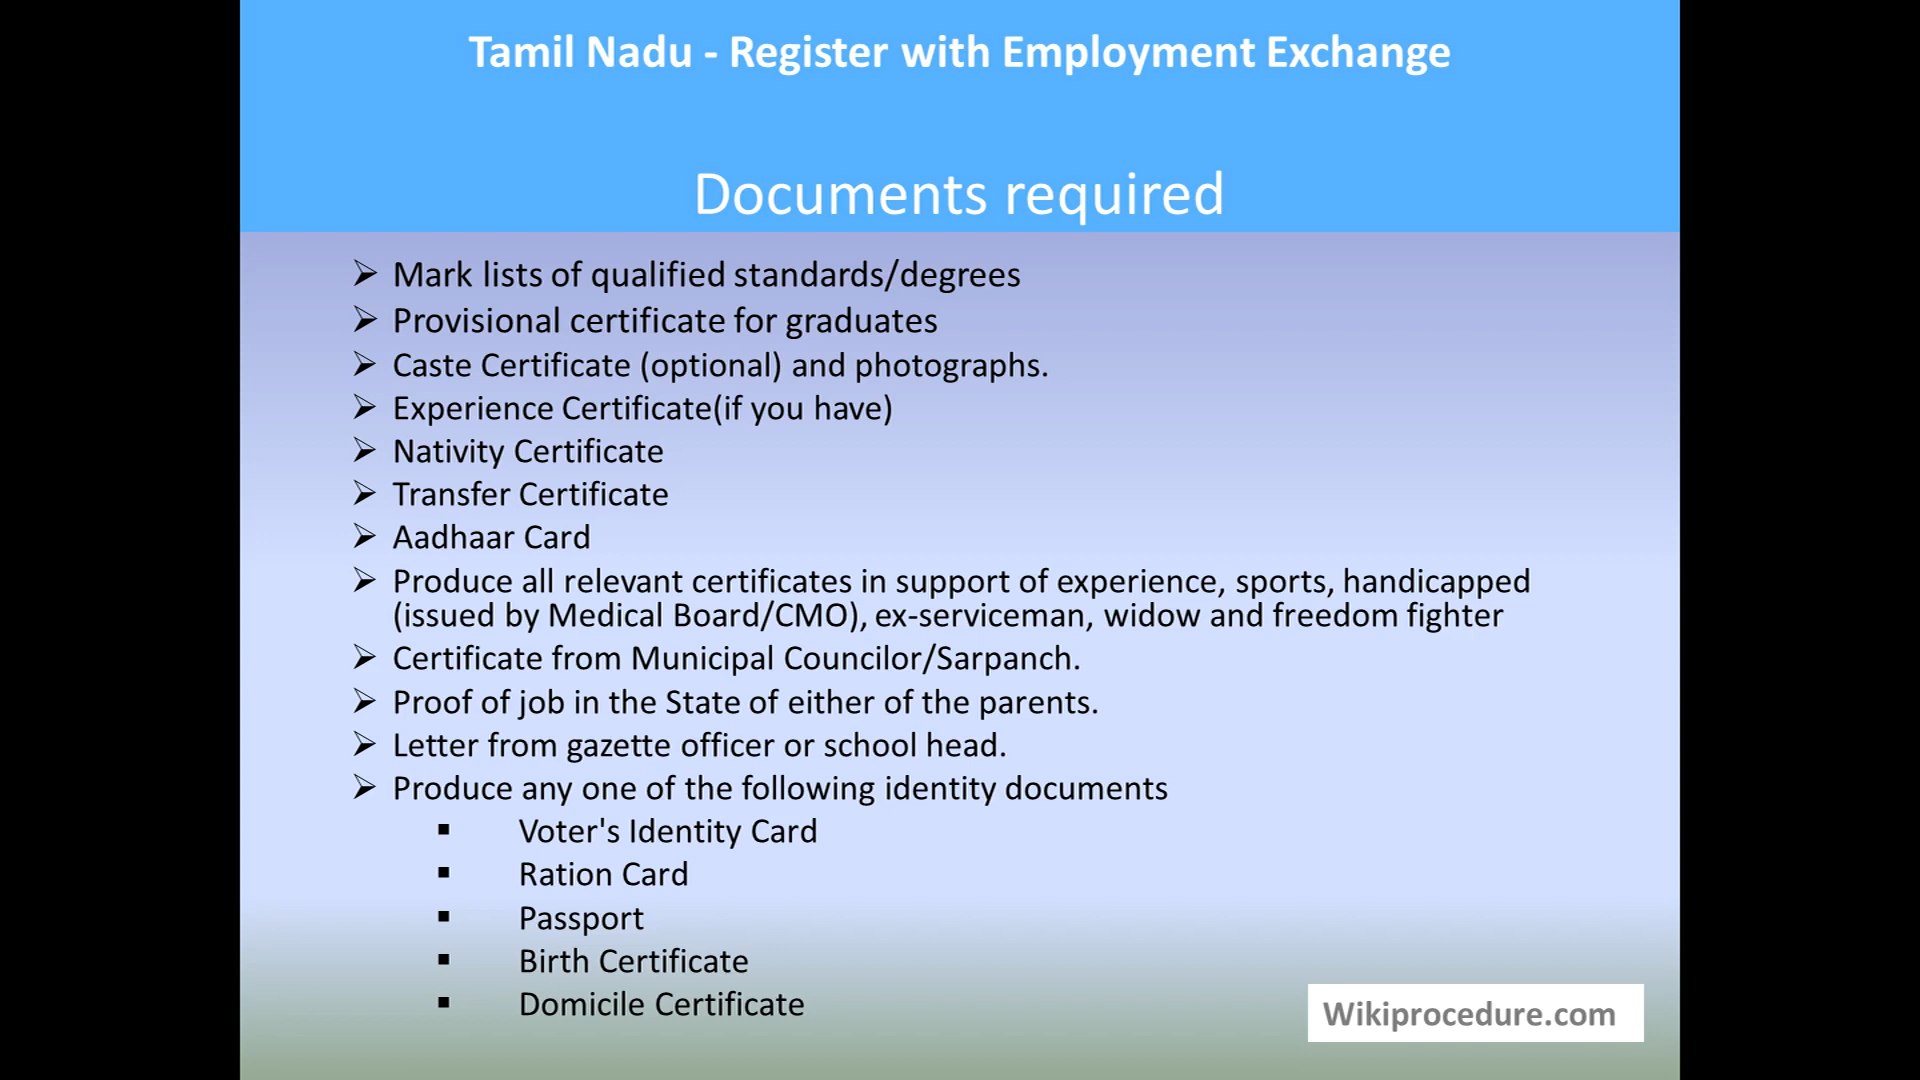 Tamil Nadu - Register with Employment Exchange
Documents required
➢ Mark lists of qualified standards/degrees
➢ Provisional certificate for graduates
➢ Caste Certificate (optional) and photographs.
➢ Experience Certificate(if you have)
➢ Nativity Certificate
➢ Transfer Certificate
➢ Aadhaar Card
➢ Produce all relevant certificates in support of experience, sports, handicapped
(issued by Medical Board/CMO), ex-serviceman, widow and freedom fighter
➢ Certificate from Municipal Councilor/Sarpanch.
➢ Proof of job in the State of either of the parents.
➢ Letter from gazette officer or school head.
➢ Produce any one of the following identity documents
▪ Voter's Identity Card
▪ Ration Card
▪ Passport
▪ Birth Certificate
▪ Domicile Certificate
Wikiprocedure.com